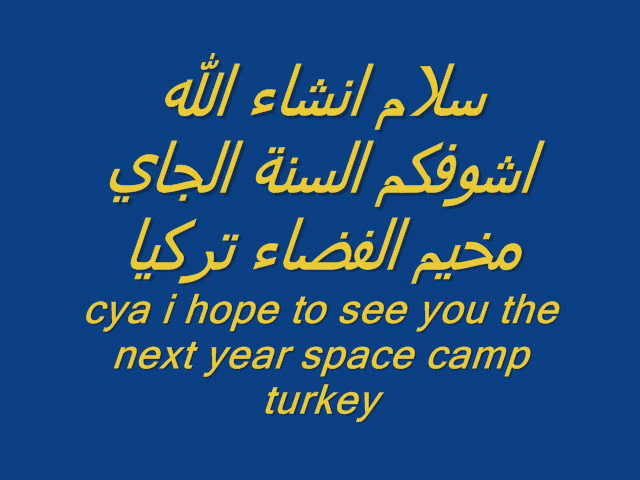 سلام انشاء الله
اشوفكم السنة الجاي
مخيم الفضاء تركيا
cya i hope to see you the
next year space camp
turkey